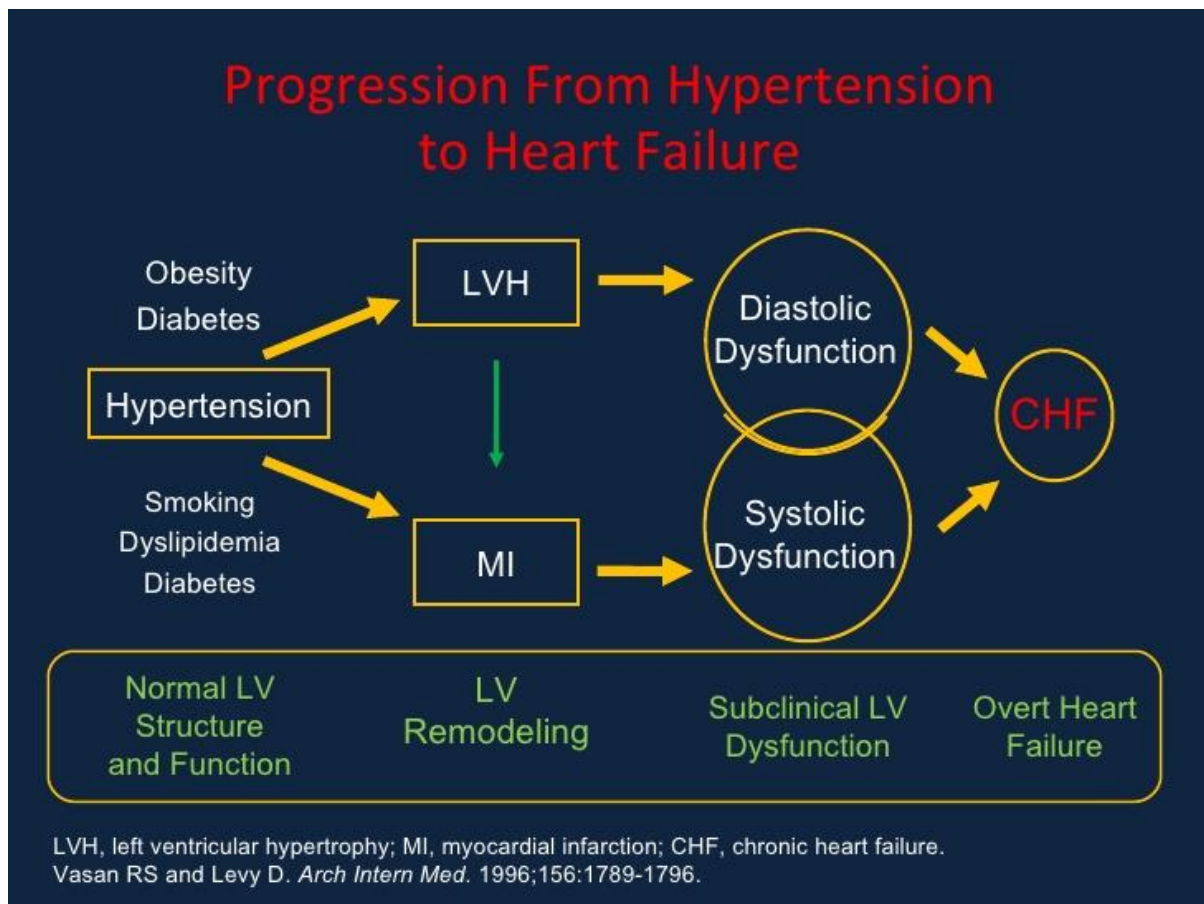 Progression From Hypertension
to Heart Failure
Obesity
Diabetes
Hypertension
Smoking
Dyslipidemia
Diabetes
LVH
MI
Diastolic
Dysfunction
Systolic
Dysfunction
CHF
Normal LV
Structure
and Function
LV
Remodeling
Subclinical LV
Dysfunction
Overt Heart
Failure
LVH, left ventricular hypertrophy; MI, myocardial infarction; CHF, chronic heart failure.
Vasan RS and Levy D. Arch Intern Med. 1996;156:1789-1796.